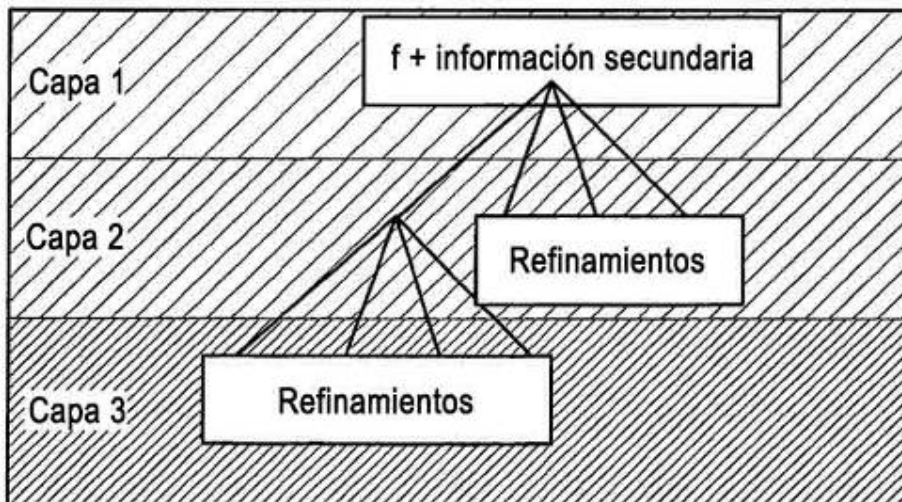 f + información secundaria
Capa 1
Capa 2
Refinamientos
Capa 3
Refinamientos